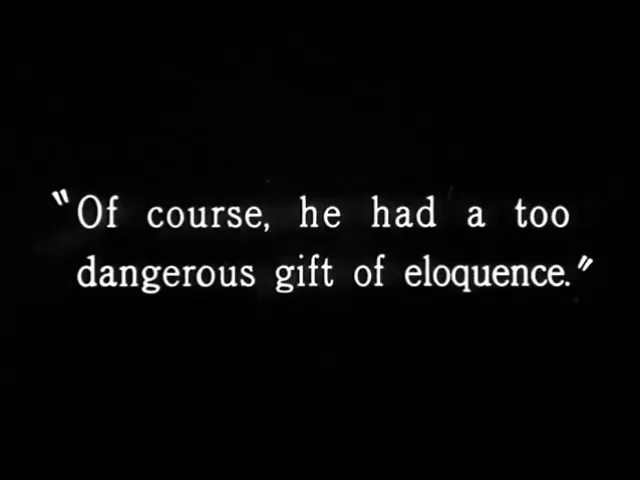 "Of course, he had a too
dangerous gift of eloquence."